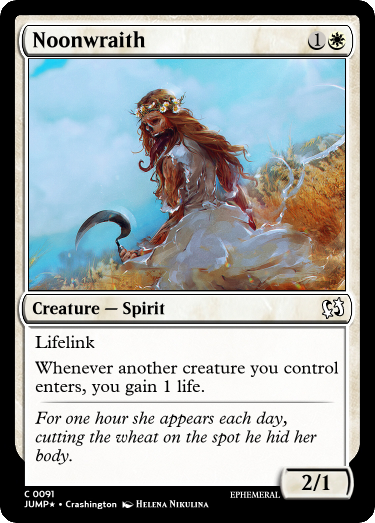 Noonwraith 1
Creature — Spirit
Lifelink
Whenever another creature you control
enters, you gain 1 life.
For one hour she appears each day,
cutting the wheat on the spot he hid her
body.
2/1
C 0091 EPHEMERAL
JUMP★ • Crashington Helena Nikulina